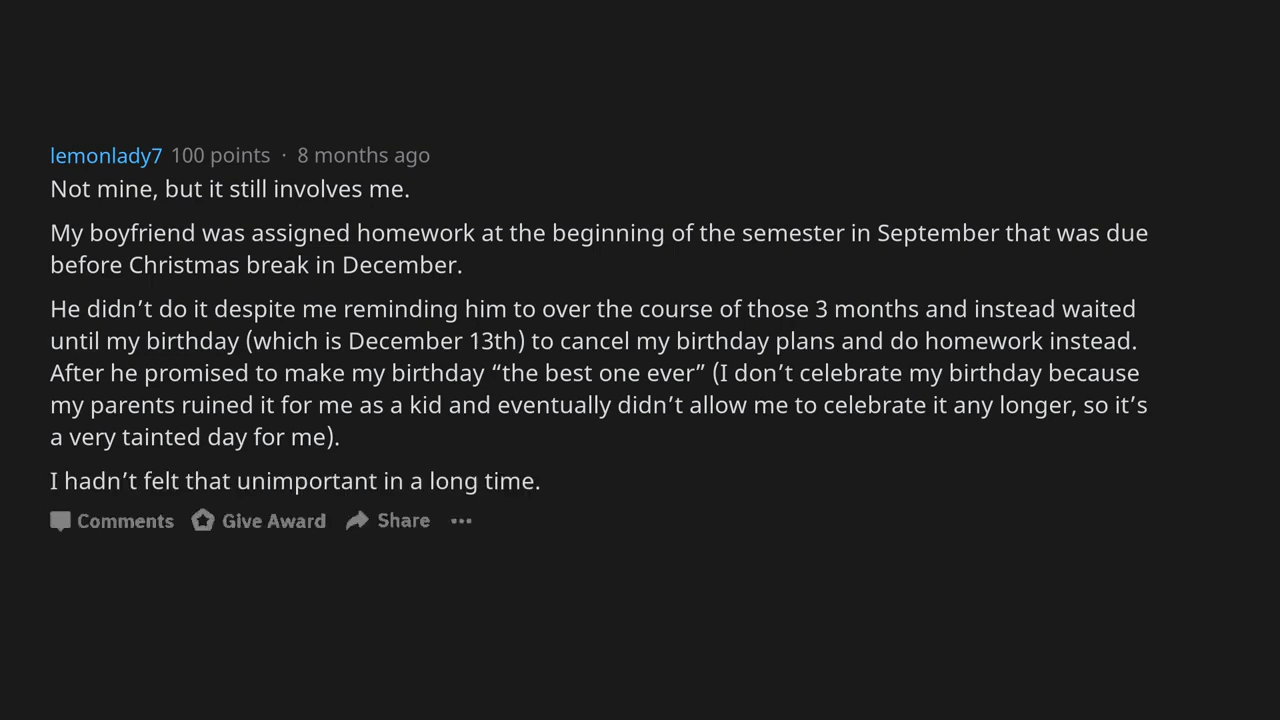 lemonlady7 100 points · 8 months ago
Not mine, but it still involves me.
My boyfriend was assigned homework at the beginning of the semester in September that was due
before Christmas break in December.
He didn’t do it despite me reminding him to over the course of those 3 months and instead waited
until my birthday (which is December 13th) to cancel my birthday plans and do homework instead.
After he promised to make my birthday “the best one ever” (I don’t celebrate my birthday because
my parents ruined it for me as a kid and eventually didn’t allow me to celebrate it any longer, so it’s
a very tainted day for me).
I hadn’t felt that unimportant in a long time.
Comments Give Award Share ···